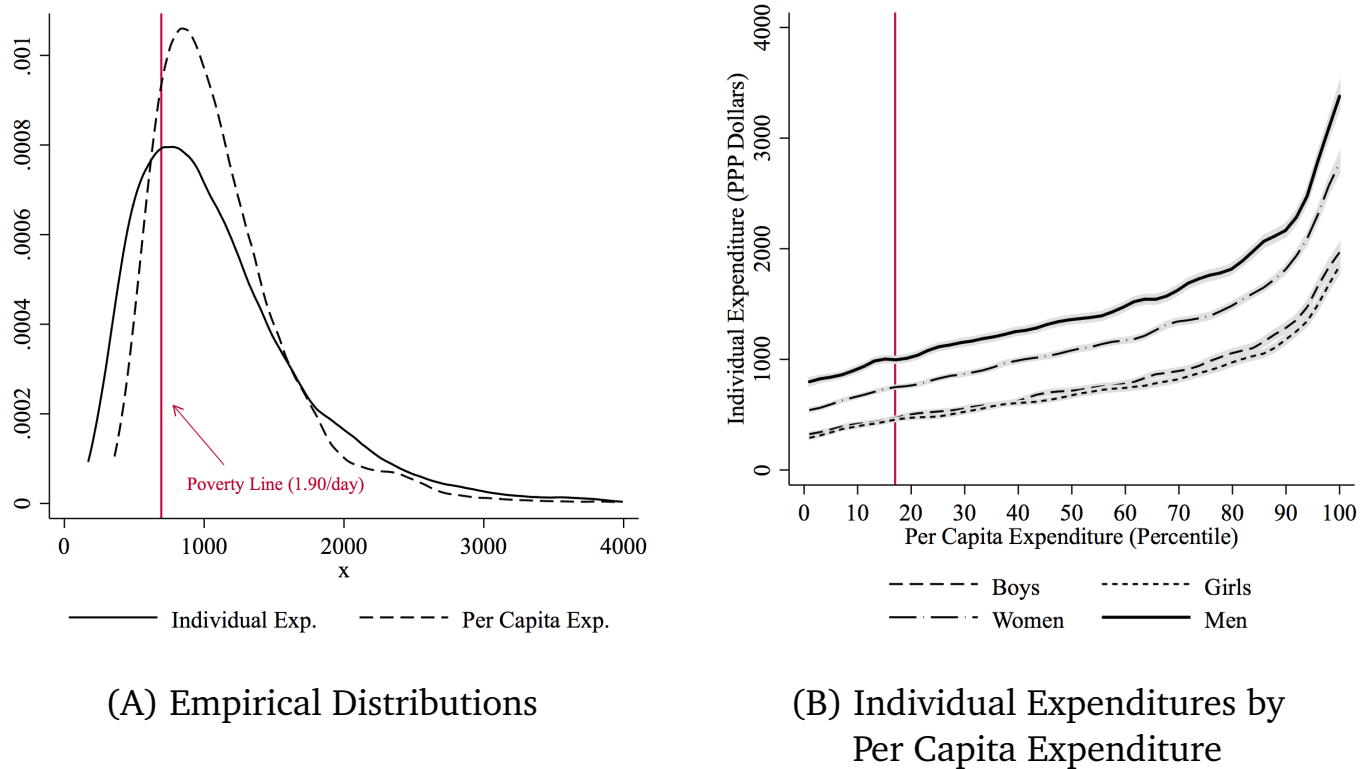 .001
.0008
.0006
.0004
.0002
0
0 1000 2000 3000 4000
x
Poverty Line (1.90/day)
Individual Exp. Per Capita Exp.
(A) Empirical Distributions
Individual Expenditure (PPP Dollars)
4000
3000
2000
1000
0
0 10 20 30 40 50 60 70 80 90 100
Per Capita Expenditure (Percentile)
Boys Girls
Women Men
(B) Individual Expenditures by
Per Capita Expenditure